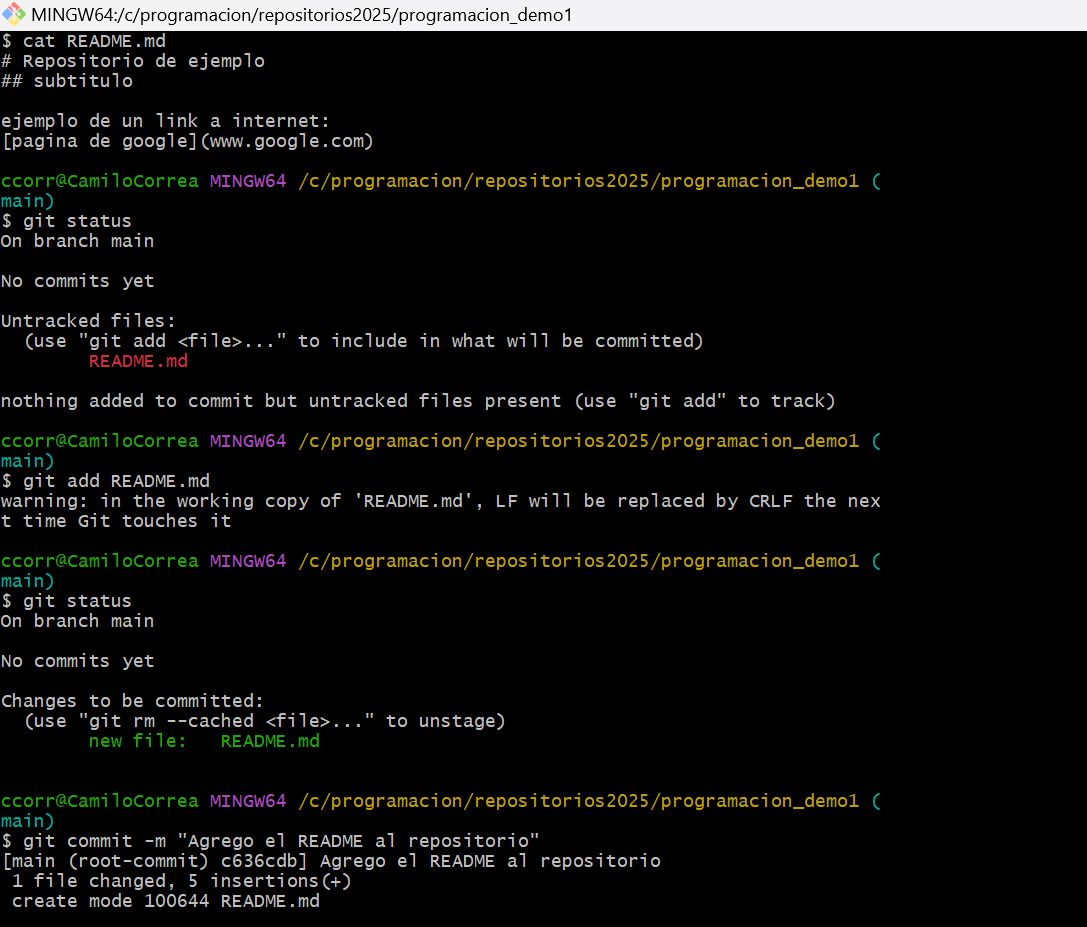 MINGW64:/c/programacion/repositorios2025/programacion_demo1
$ cat README.md
# Repositorio de ejemplo
## subtitulo
ejemplo de un link a internet:
[pagina de google](www.google.com)
ccorr@CamiloCorrea MINGW64 /c/programacion/repositorios2025/programacion_demo1 (
main)
$ git status
On branch main
No commits yet
Untracked files:
  (use "git add <file>..." to include in what will be committed)
        README.md
nothing added to commit but untracked files present (use "git add" to track)
ccorr@CamiloCorrea MINGW64 /c/programacion/repositorios2025/programacion_demo1 (
main)
$ git add README.md
warning: in the working copy of 'README.md', LF will be replaced by CRLF the nex
t time Git touches it
ccorr@CamiloCorrea MINGW64 /c/programacion/repositorios2025/programacion_demo1 (
main)
$ git status
On branch main
No commits yet
Changes to be committed:
  (use "git rm --cached <file>..." to unstage)
        new file:   README.md
ccorr@CamiloCorrea MINGW64 /c/programacion/repositorios2025/programacion_demo1 (
main)
$ git commit -m "Agrego el README al repositorio"
[main (root-commit) c636cdb] Agrego el README al repositorio
 1 file changed, 5 insertions(+)
 create mode 100644 README.md